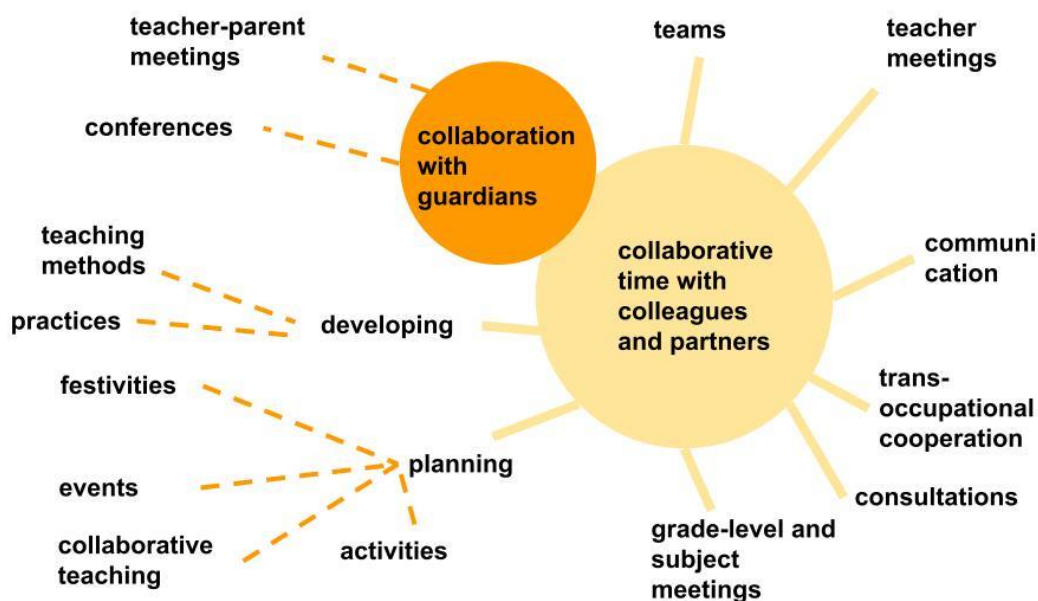 teacher-parent
meetings
conferences
collaboration
with
guardians
teams
teacher
meetings
teaching
methods
practices
developing
collaborative
time with
colleagues
and partners
communi
cation
festivities
planning
events
collaborative
teaching
activities
trans-
occupational
cooperation
consultations
grade-level and
subject
meetings